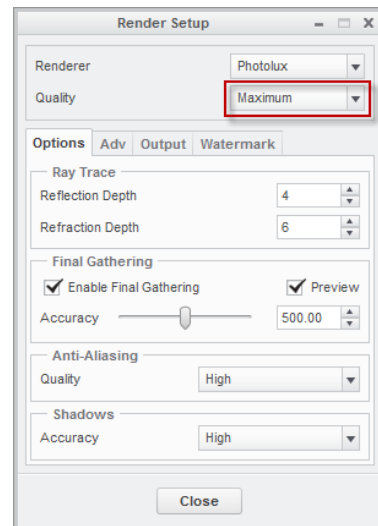 Render Setup
Renderer Photolux
Quality Maximum
Options Adv Output Watermark
Ray Trace
Reflection Depth 4
Refraction Depth 6
Final Gathering
Enable Final Gathering Preview
Accuracy 500.00
Anti-Aliasing
Quality High
Shadows
Accuracy High
Close